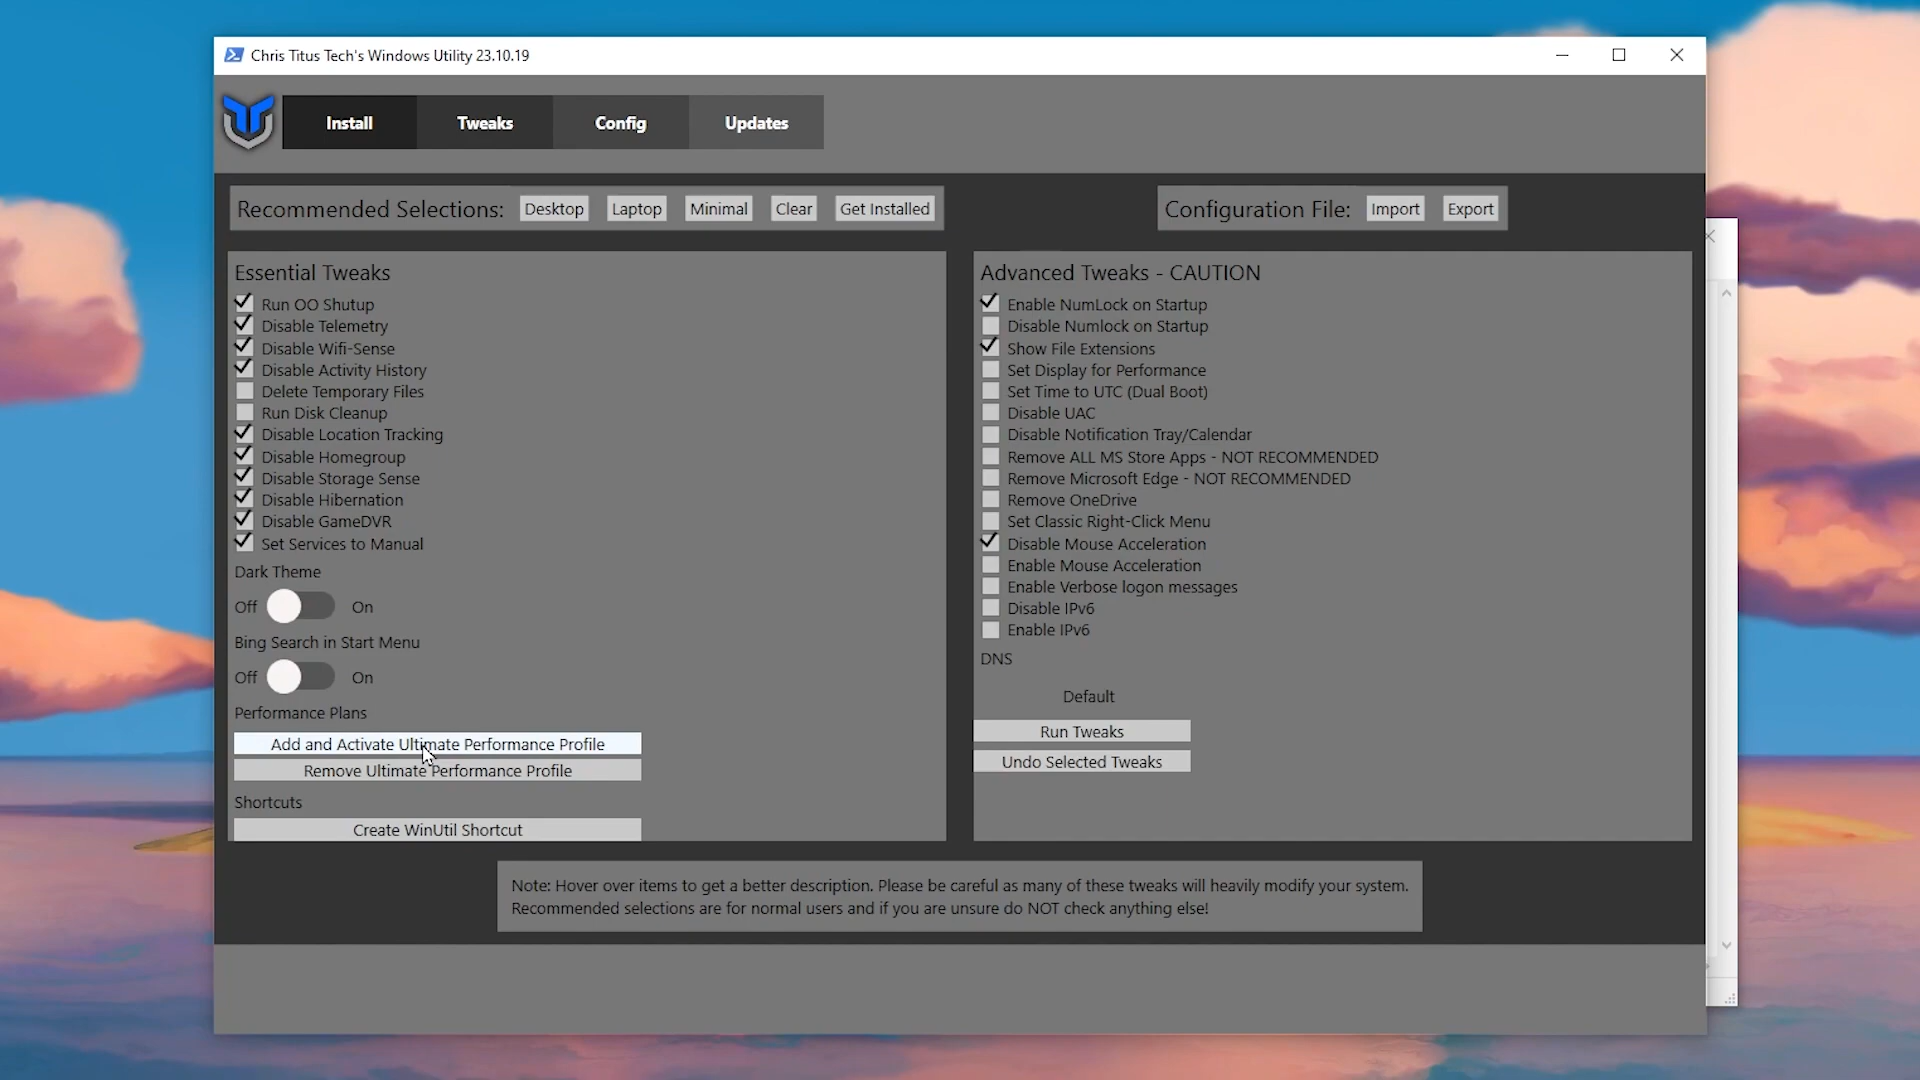 Chris Titus Tech's Windows Utility 23.10.19
Install
Tweaks
Config
Updates
Recommended Selections:
Desktop
Laptop
Minimal
Clear
Get Installed
Configuration File:
Import
Export
Essential Tweaks
Run OO Shutup
Disable Telemetry
Disable Wifi-Sense
Disable Activity History
Delete Temporary Files
Run Disk Cleanup
Disable Location Tracking
Disable Homegroup
Disable Storage Sense
Disable Hibernation
Disable GameDVR
Set Services to Manual
Dark Theme
Off
On
Bing Search in Start Menu
Off
On
Performance Plans
Add and Activate Ultimate Performance Profile
Remove Ultimate Performance Profile
Shortcuts
Create WinUtil Shortcut
Advanced Tweaks - CAUTION
Enable NumLock on Startup
Disable Numlock on Startup
Show File Extensions
Set Display for Performance
Set Time to UTC (Dual Boot)
Disable UAC
Disable Notification Tray/Calendar
Remove ALL MS Store Apps - NOT RECOMMENDED
Remove Microsoft Edge - NOT RECOMMENDED
Remove OneDrive
Set Classic Right-Click Menu
Disable Mouse Acceleration
Enable Mouse Acceleration
Enable Verbose logon messages
Disable IPv6
Enable IPv6
DNS
Default
Run Tweaks
Undo Selected Tweaks
Note: Hover over items to get a better description. Please be careful as many of these tweaks will heavily modify your system.
Recommended selections are for normal users and if you are unsure do NOT check anything else!